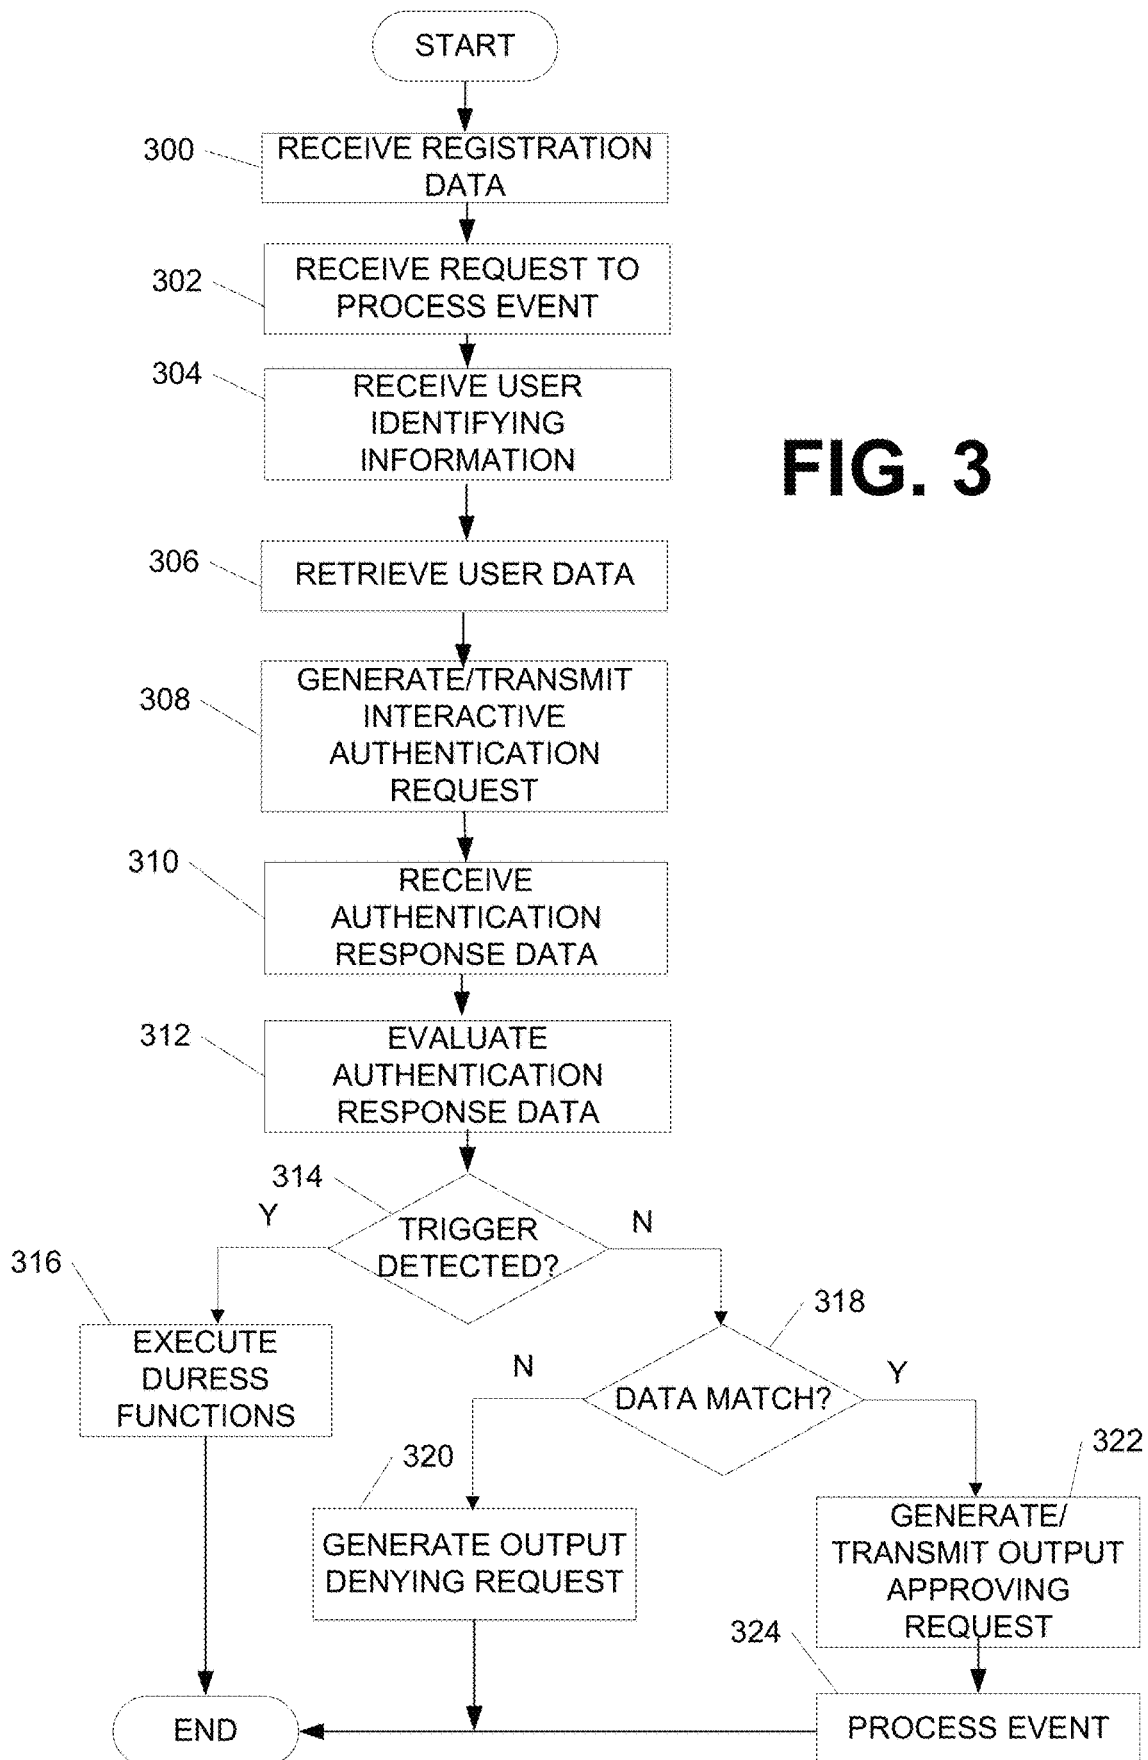 START
300
RECEIVE REGISTRATION
DATA
302
RECEIVE REQUEST TO
PROCESS EVENT
304
RECEIVE USER
IDENTIFYING
INFORMATION
FIG. 3
306
RETRIEVE USER DATA
308
GENERATE/TRANSMIT
INTERACTIVE
AUTHENTICATION
REQUEST
310
RECEIVE
AUTHENTICATION
RESPONSE DATA
312
EVALUATE
AUTHENTICATION
RESPONSE DATA
314
Y
N
TRIGGER
DETECTED?
316
EXECUTE
DURESS
FUNCTIONS
318
N
Y
DATA MATCH?
320
GENERATE OUTPUT
DENYING REQUEST
322
GENERATE/
TRANSMIT OUTPUT
APPROVING
REQUEST
324
PROCESS EVENT
END